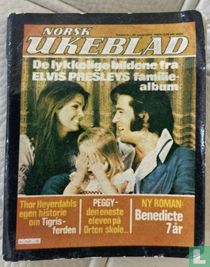 NORSK
UKEBLAD
De lykkelige bildene fra
ELVIS PRESLEYS familie-
album
Thor Heyerdahls
egen historie
om Tigris-
ferden
PEGGY-
den eneste
eleven på
Orten skole..
NY ROMAN:
Benedicte
7 år